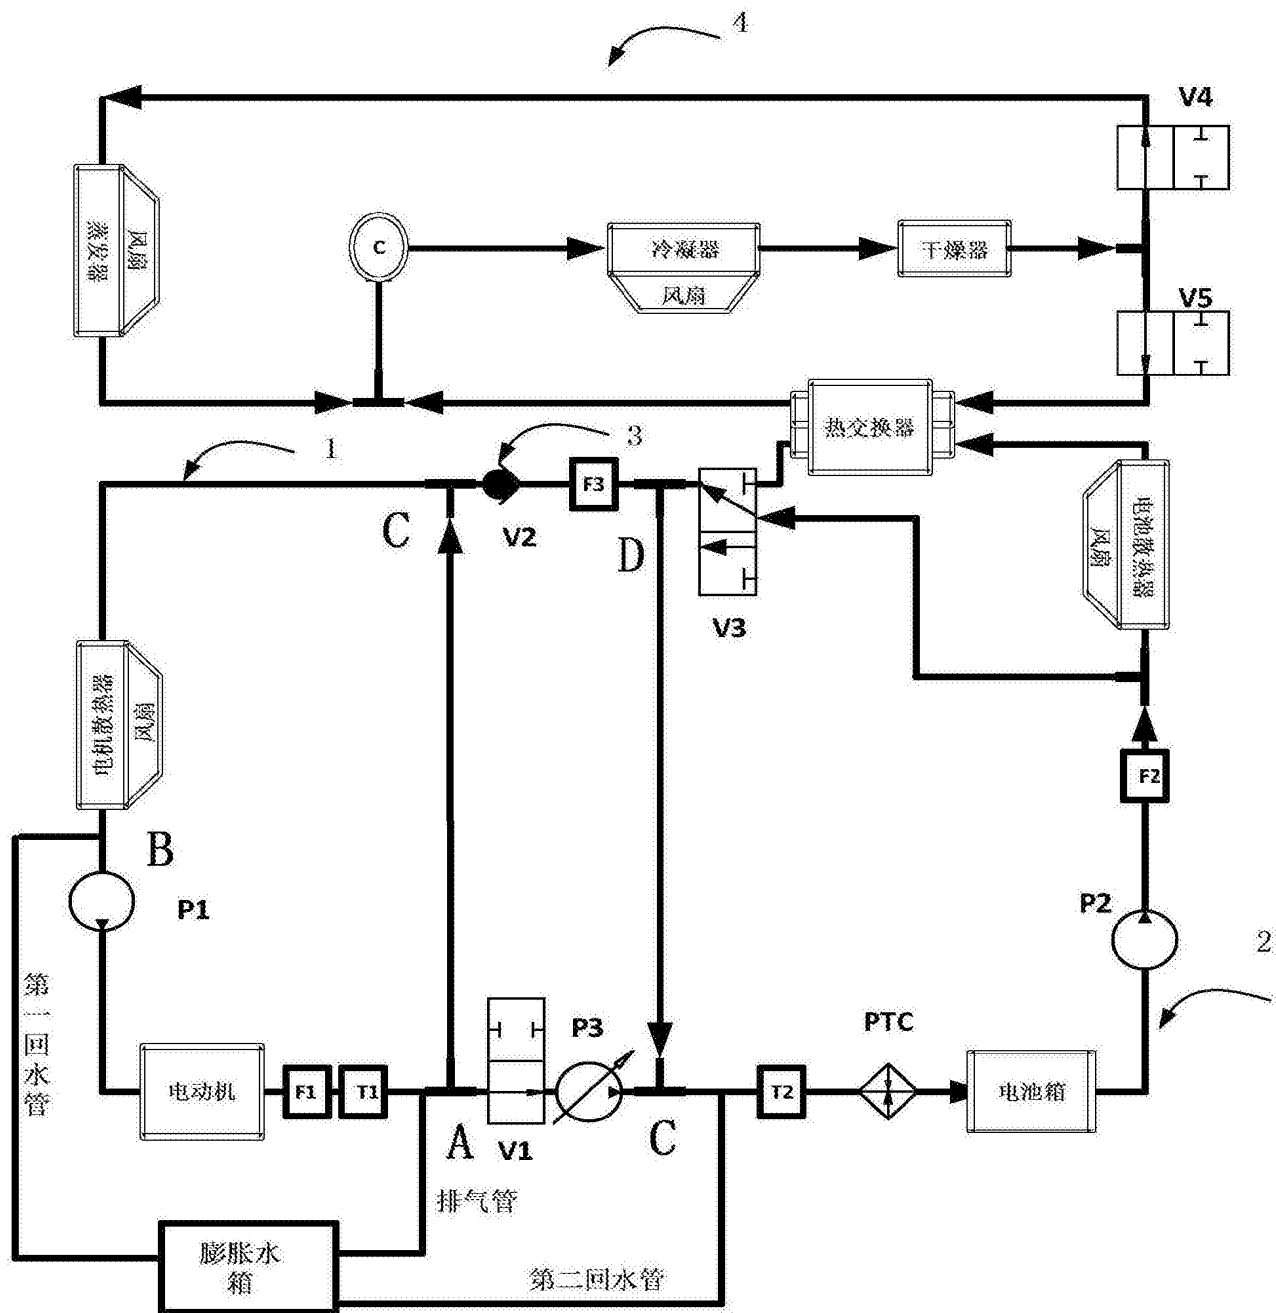 4
V4
风扇
蒸发器
C
冷凝器
风扇
干燥器
V5
热交换器
1
3
F3
C
V2
D
V3
电池散热器
风扇
电机散热器
风扇
F2
B
P1
P2
2
第一回水管
P3
PTC
电动机
F1
T1
T2
电池箱
A
V1
C
排气管
膨胀水
箱
第二回水管